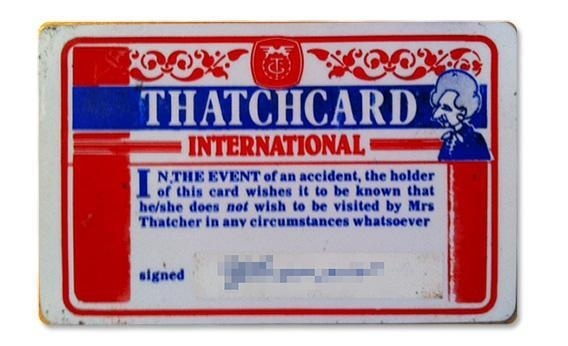 THATCHCARD
INTERNATIONAL
IN THE EVENT of an accident, the holder
of this card wishes it to be known that
he/she does not wish to be visited by Mrs
Thatcher in any circumstances whatsoever
signed